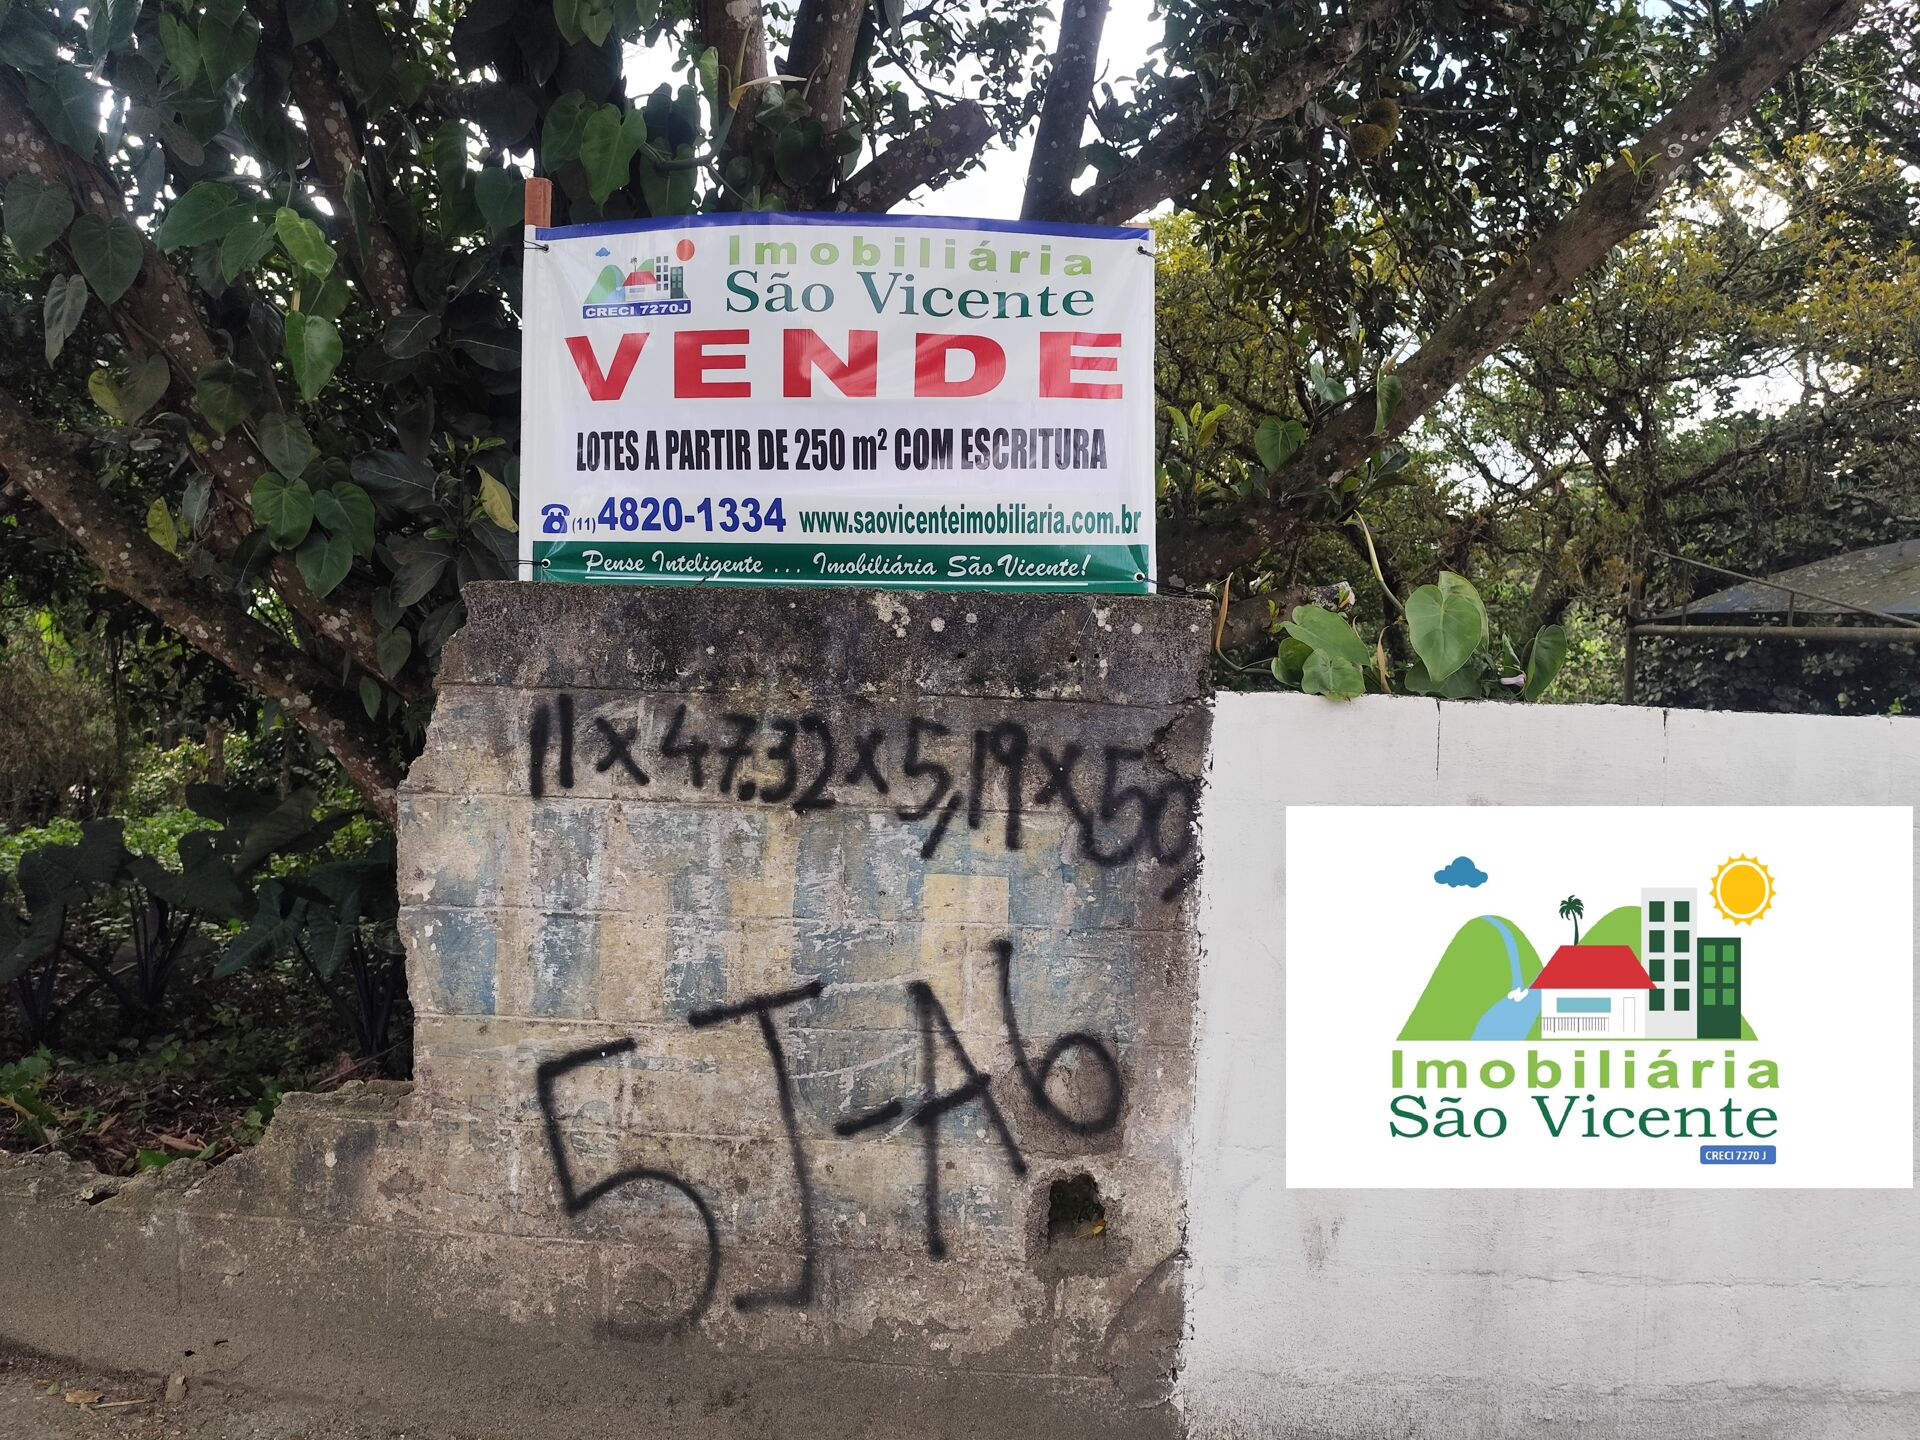 Imobiliária
São Vicente
CRECI 7270J
VENDE
LOTES A PARTIR DE 250 m² COM ESCRITURA
(11) 4820-1334 www.saovicenteimobiliaria.com.br
Pense Inteligente ... Imobiliária São Vicente!
11x47.32x5,19x50,
5J-A6
Imobiliária
São Vicente
CRECI 7270 J